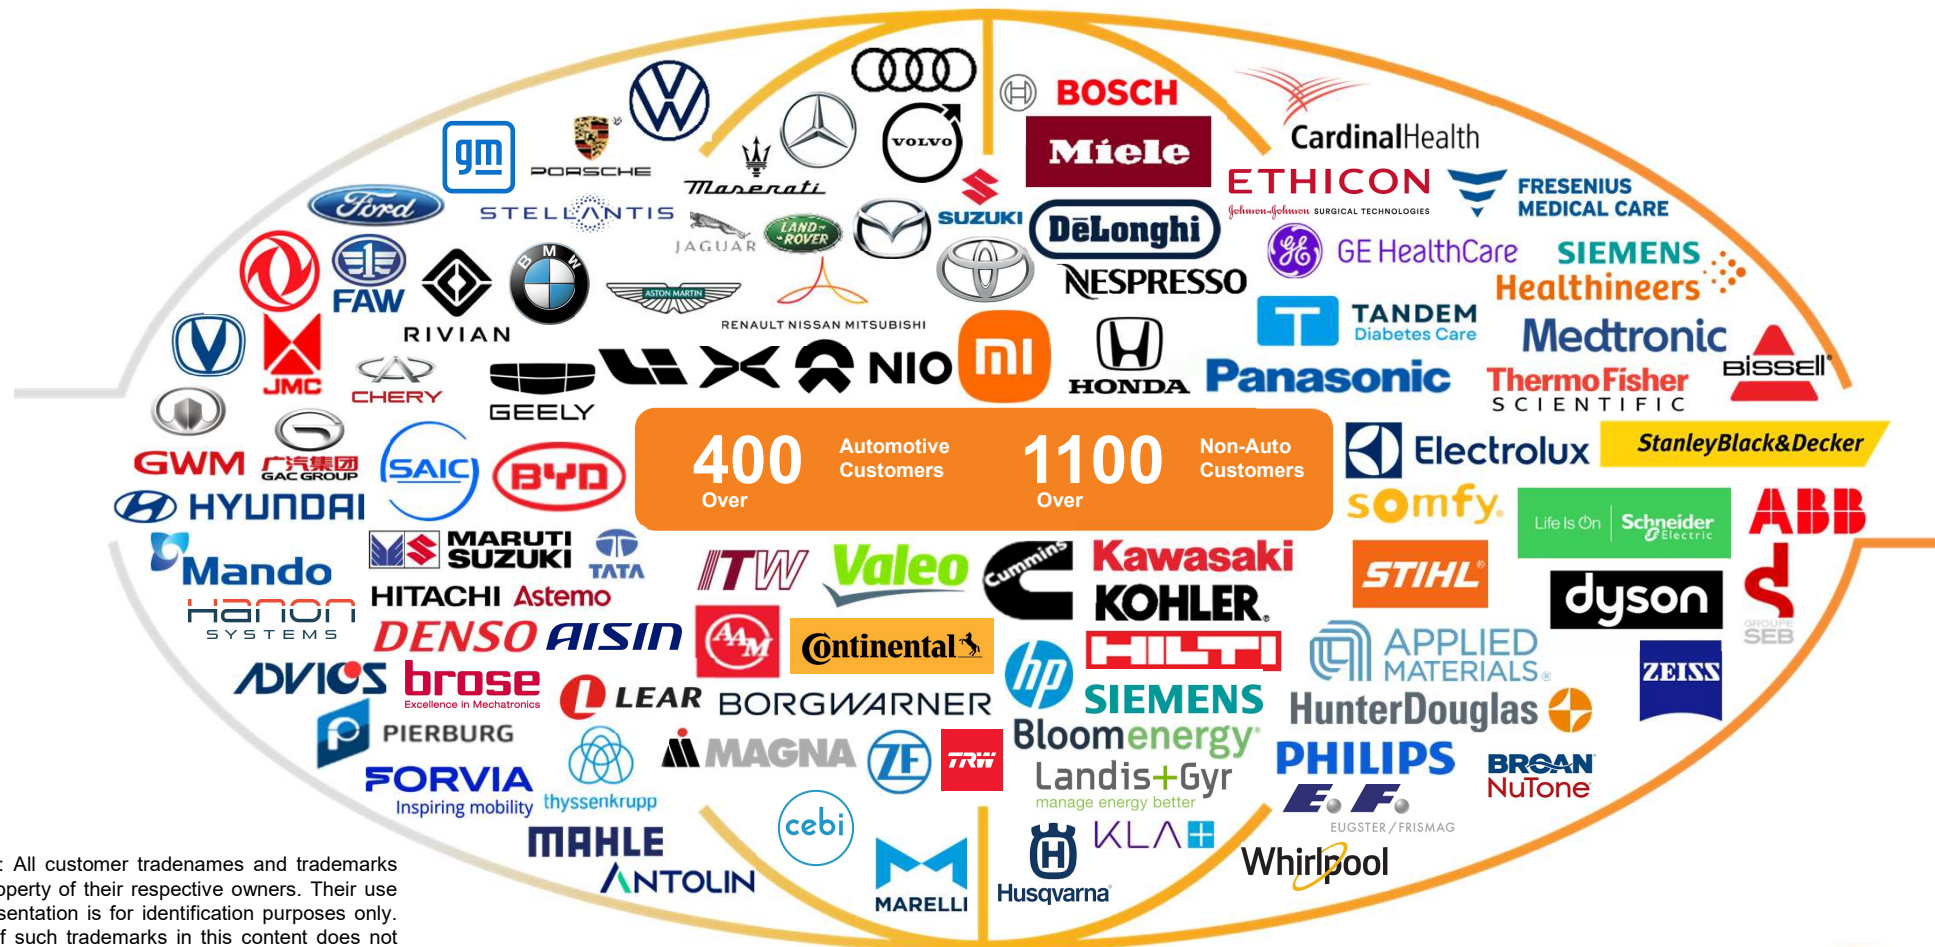 BOSCH
VOLVO
Miele
CardinalHealth
gm
PORSCHE
Maserati
ETHICON
Johnson&Johnson SURGICAL TECHNOLOGIES
FRESENIUS
MEDICAL CARE
Ford
STELLANTIS
JAGUAR
LAND-
ROVER
SUZUKI
DeLonghi
GE HealthCare
SIEMENS
Healthineers
FAW
RIVIAN
BMW
ASTON MARTIN
RENAULT NISSAN MITSUBISHI
NESPRESSO
TANDEM
Diabetes Care
Medtronic
BISSELL
JMC
CHERY
GEELY
NIO
HONDA
Panasonic
ThermoFisher
SCIENTIFIC
GWM
广汽集团
GAC GROUP
SAIC
BYD
400
Over
Automotive
Customers
1100
Over
Non-Auto
Customers
Electrolux
StanleyBlack&Decker
HYUNDAI
somfy
Life Is On
Schneider
Electric
ABB
Mando
MARUTI
SUZUKI
TATA
ITW
Valeo
Cummins
Kawasaki
KOHLER
STIHL
dyson
GROUPE
SEB
Hanon
SYSTEMS
HITACHI Astemo
DENSO
AISIN
AAM
Continental
hp
HILTI
APPLIED
MATERIALS
ZEISS
ADVICS
brose
Excellence in Mechatronics
LEAR
BORGWARNER
SIEMENS
HunterDouglas
PIERBURG
MAGNA
ZF
TRW
Bloomenergy
Landis+Gyr
manage energy better
PHILIPS
BROAN
NuTone
FORVIA
Inspiring mobility
thyssenkrupp
cebi
E. F.
EUGSTER/FRISMAG
MAHLE
ANTOLIN
MARELLI
Husqvarna
KLA
Whirlpool
: All customer tradenames and trademarks
operty of their respective owners. Their use
sentation is for identification purposes only.
f such trademarks in this content does not